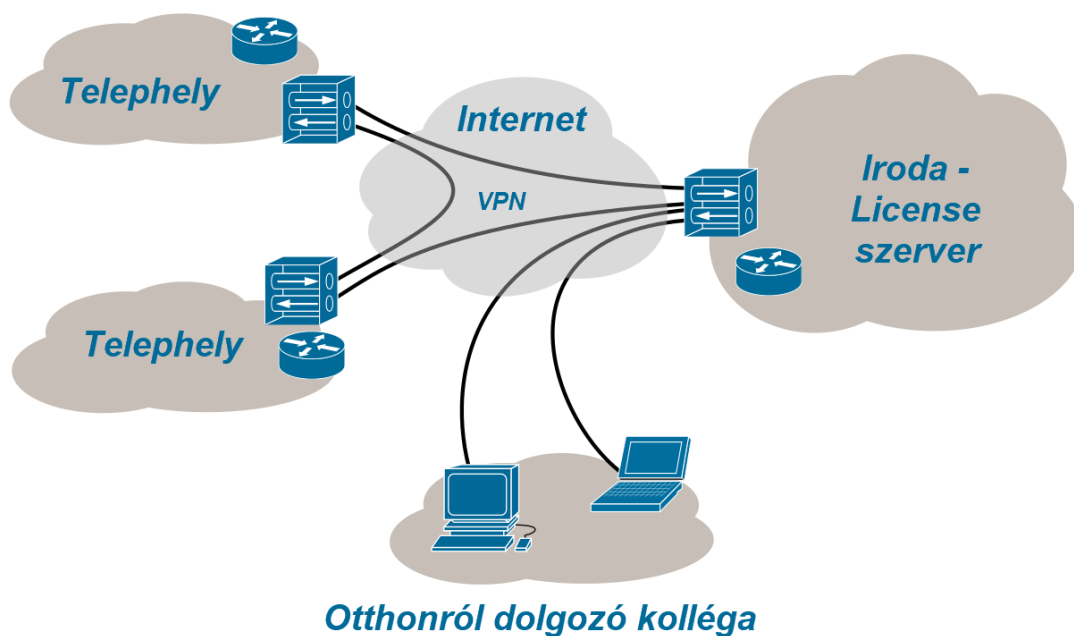 Telephely
Internet
VPN
Iroda -
License
szerver
Telephely
Otthonról dolgozó kolléga